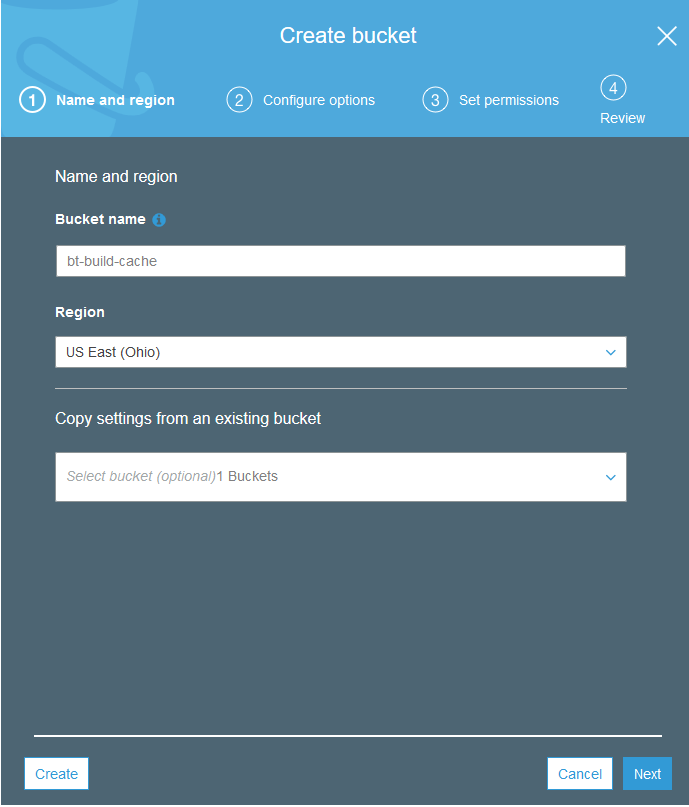 Create bucket
1 Name and region
2 Configure options
3 Set permissions
4
Review
Name and region
Bucket name
bt-build-cache
Region
US East (Ohio)
Copy settings from an existing bucket
Select bucket (optional)1 Buckets
Create
Cancel
Next